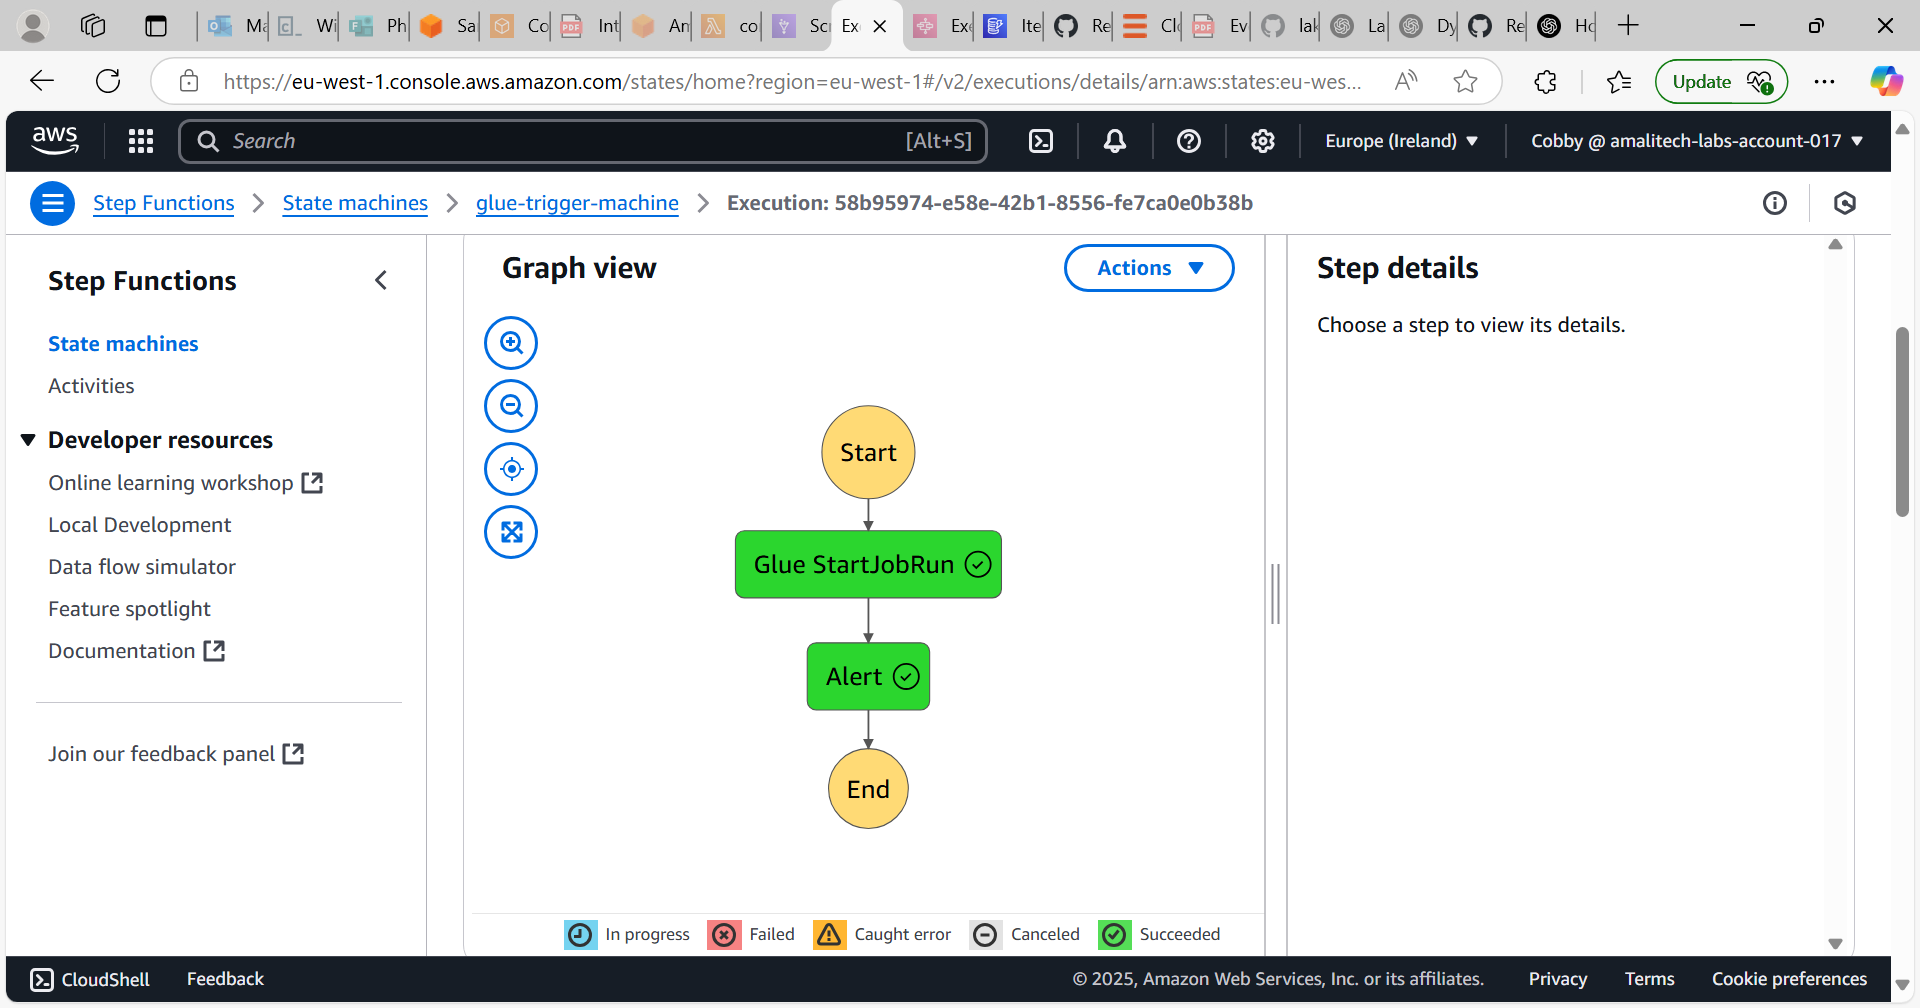 Ma
Wi
Ph
Sa
Co
Int
An
co
Sc
Ex
Exe
Ite
Re
Clo
Ev
lak
La
Dy
Re
Ho
https://eu-west-1.console.aws.amazon.com/states/home?region=eu-west-1#/v2/executions/details/arn:aws:states:eu-wes...
Update
aws
Search
[Alt+S]
Europe (Ireland)
Cobby @ amalitech-labs-account-017
Step Functions
State machines
glue-trigger-machine
Execution: 58b95974-e58e-42b1-8556-fe7ca0e0b38b
Step Functions
State machines
Activities
Developer resources
Online learning workshop
Local Development
Data flow simulator
Feature spotlight
Documentation
Join our feedback panel
Graph view
Actions
Start
Glue StartJobRun
Alert
End
In progress
Failed
Caught error
Canceled
Succeeded
Step details
Choose a step to view its details.
CloudShell
Feedback
© 2025, Amazon Web Services, Inc. or its affiliates.
Privacy
Terms
Cookie preferences